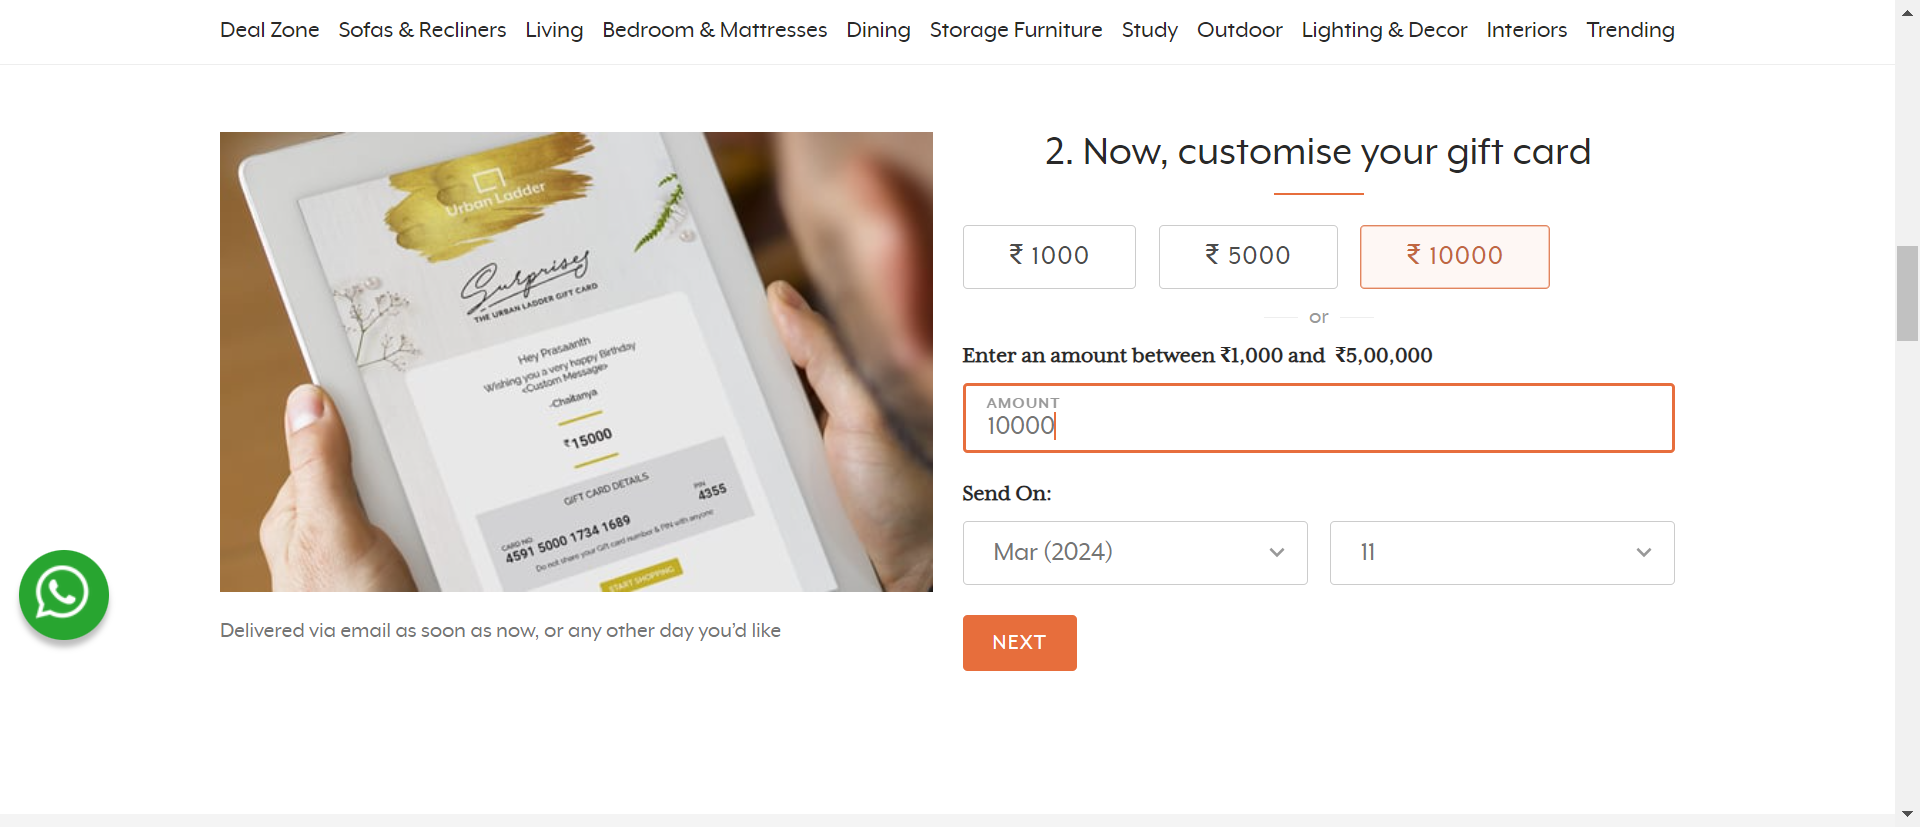 Deal Zone Sofas & Recliners Living Bedroom & Mattresses Dining Storage Furniture Study Outdoor Lighting & Decor Interiors Trending
Urban Ladder
Surprises
THE URBAN LADDER GIFT CARD
Hey Prasaanth
Wishing you a very happy Birthday
<Custom Message>
-Chaitanya
₹15000
GIFT CARD DETAILS
CARD NO.
4591 5000 1734 1689
PIN
4355
Do not share your Gift card number & PIN with anyone
START SHOPPING
Delivered via email as soon as now, or any other day you’d like
2. Now, customise your gift card
₹ 1000 ₹ 5000 ₹ 10000
or
Enter an amount between ₹1,000 and ₹5,00,000
AMOUNT
10000
Send On:
Mar (2024) 11
NEXT